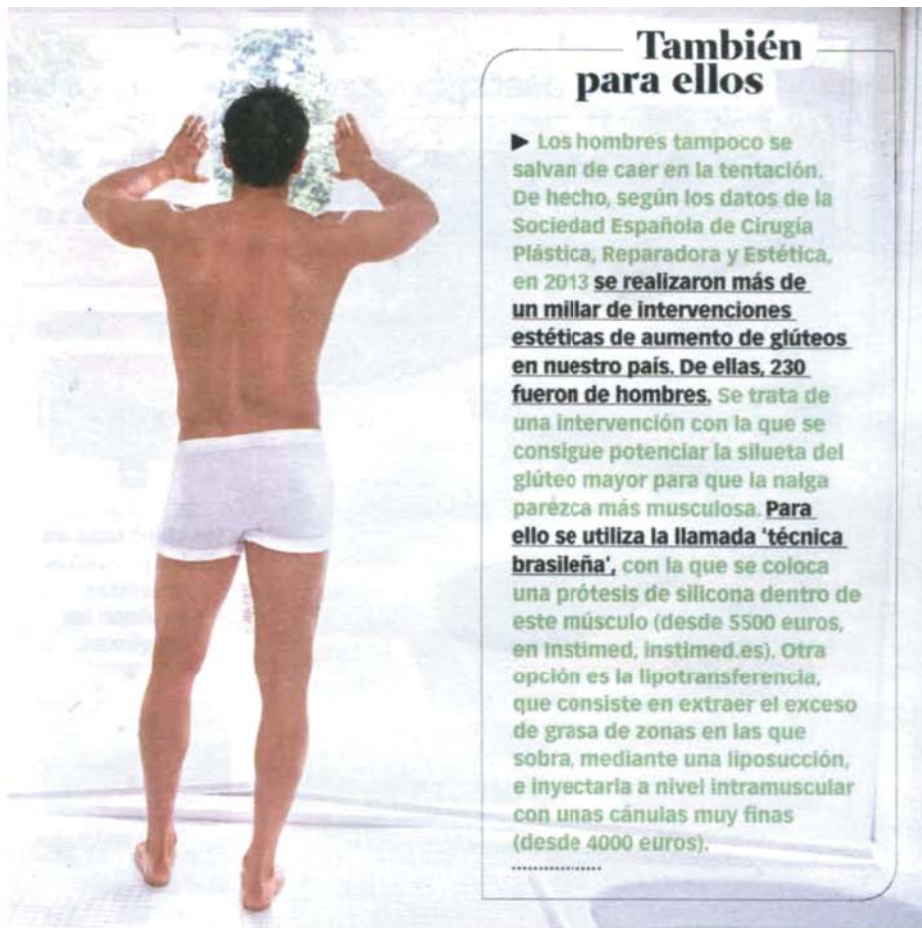 También
para ellos
▶ Los hombres tampoco se
salvan de caer en la tentación.
De hecho, según los datos de la
Sociedad Española de Cirugía
Plástica, Reparadora y Estética,
en 2013 se realizaron más de
un millar de intervenciones
estéticas de aumento de glúteos
en nuestro país. De ellas, 230
fueron de hombres. Se trata de
una intervención con la que se
consigue potenciar la silueta del
glúteo mayor para que la nalga
parézca más musculosa. Para
ello se utiliza la llamada 'técnica
brasileña', con la que se coloca
una prótesis de silicona dentro de
este músculo (desde 5500 euros,
en Instimed, instimed.es). Otra
opción es la lipotransferencia,
que consiste en extraer el exceso
de grasa de zonas en las que
sobra, mediante una liposucción,
e inyectarla a nivel intramuscular
con unas cánulas muy finas
(desde 4000 euros).